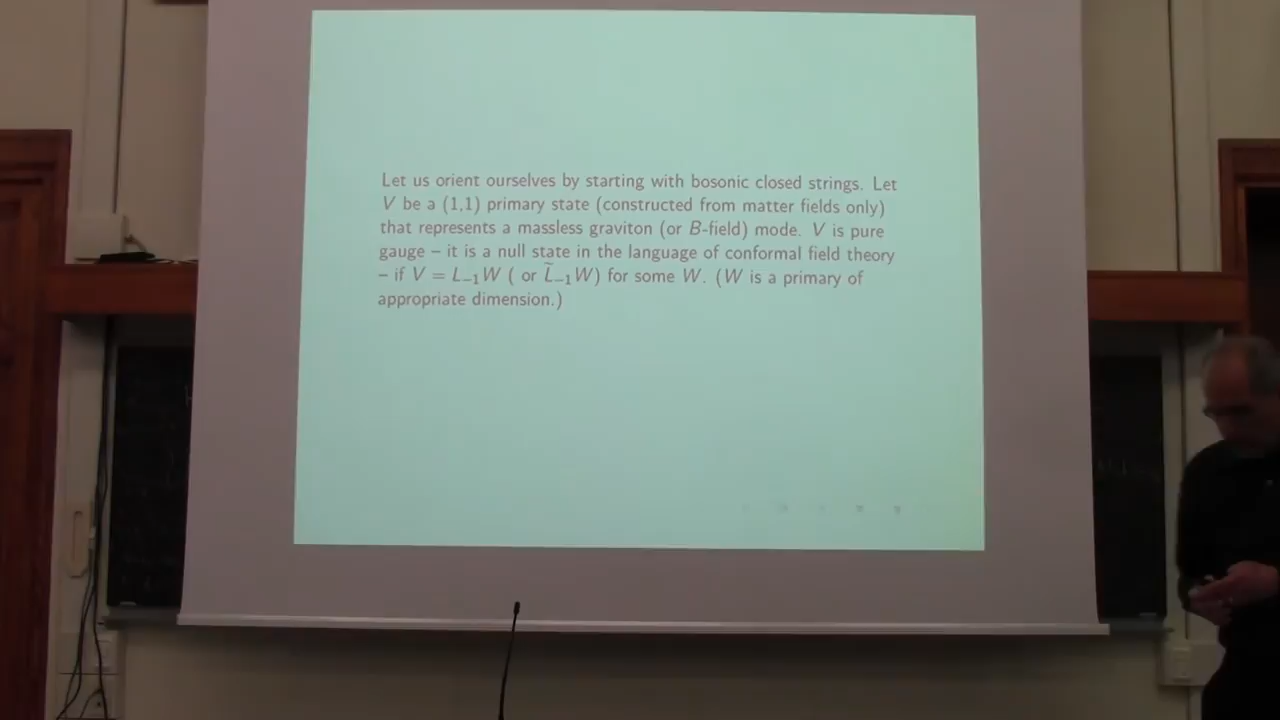 Let us orient ourselves by starting with bosonic closed strings. Let
V be a (1,1) primary state (constructed from matter fields only)
that represents a massless graviton (or B-field) mode. V is pure
gauge – it is a null state in the language of conformal field theory
– if V = L₋₁W ( or L̃₋₁W) for some W. (W is a primary of
appropriate dimension.)